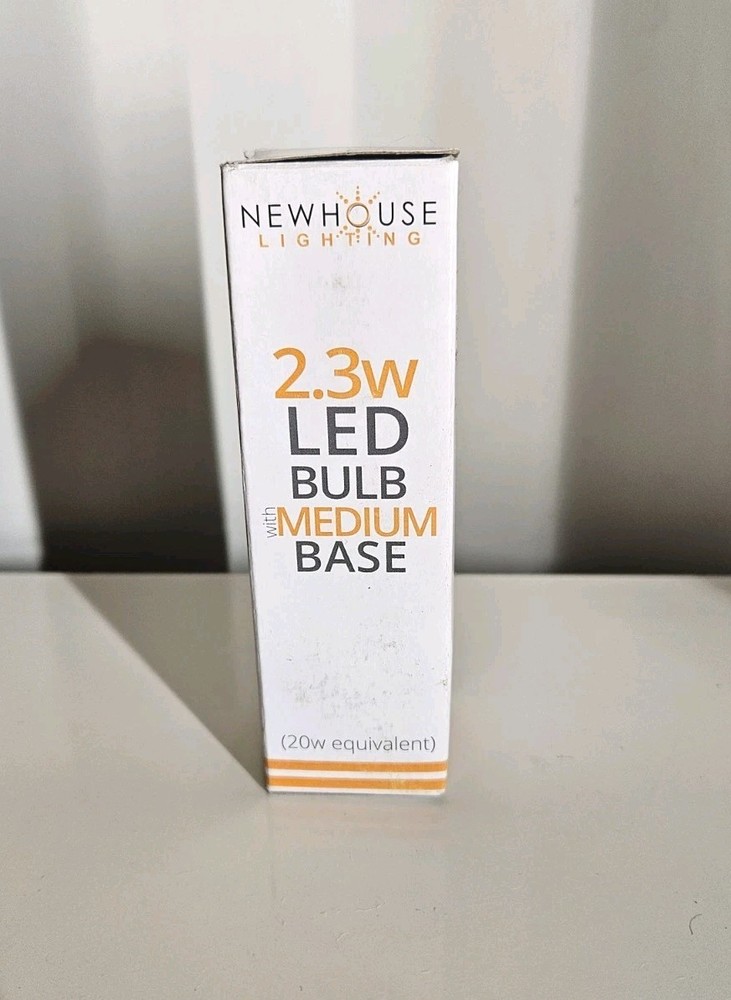 NEWHOUSE
LIGHTING
2.3w
LED
BULB
with MEDIUM
BASE
(20w equivalent)